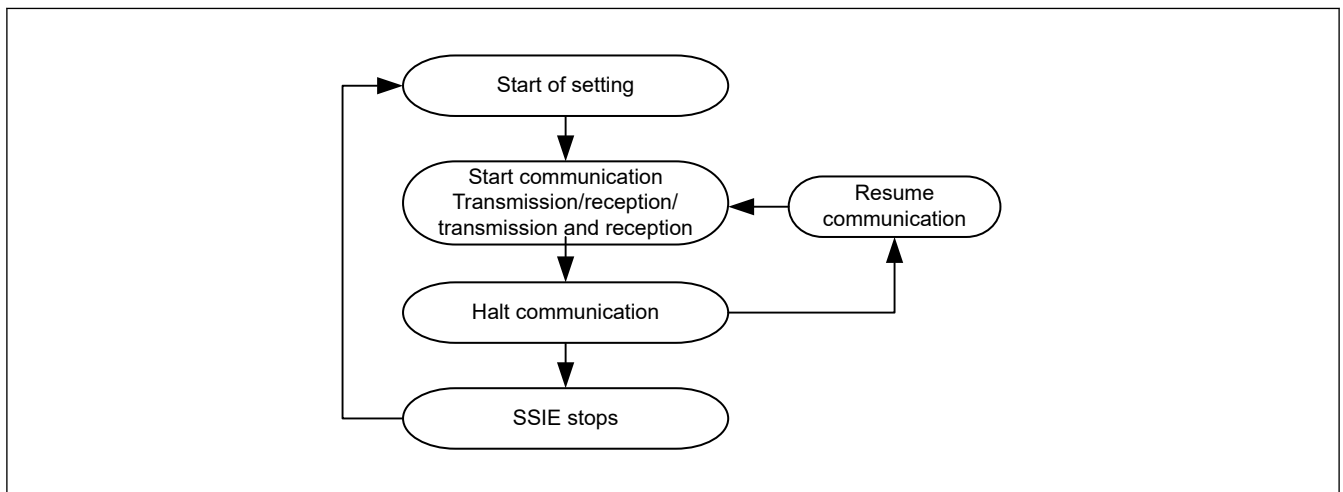 Start of setting
Start communication
Transmission/reception/
transmission and reception
Resume
communication
Halt communication
SSIE stops